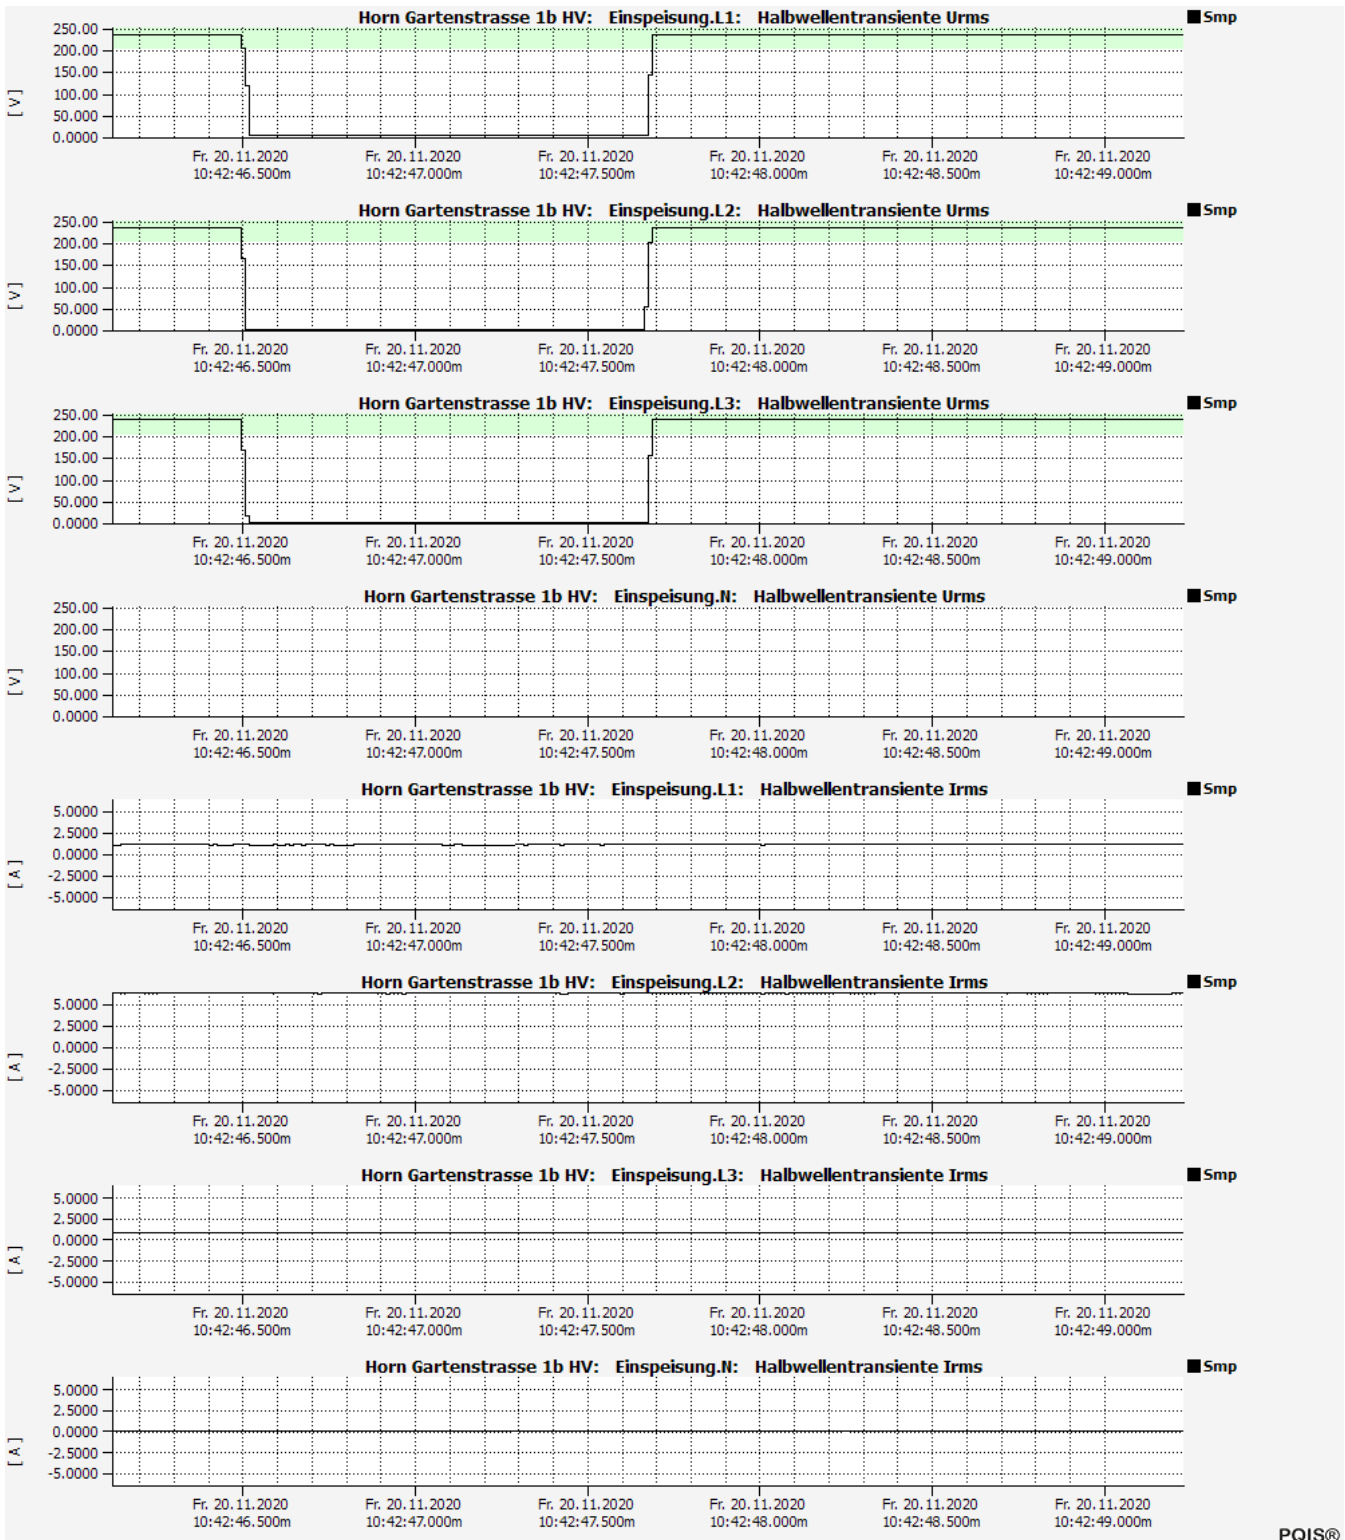 Horn Gartenstrasse 1b HV: Einspeisung.L1: Halbwellentransiente Urms
Smp
250.00
200.00
150.00
100.00
50.000
0.0000
[ V ]
Fr. 20.11.2020 Fr. 20.11.2020 Fr. 20.11.2020 Fr. 20.11.2020 Fr. 20.11.2020 Fr. 20.11.2020
10:42:46.500m 10:42:47.000m 10:42:47.500m 10:42:48.000m 10:42:48.500m 10:42:49.000m
Horn Gartenstrasse 1b HV: Einspeisung.L2: Halbwellentransiente Urms
Smp
250.00
200.00
150.00
100.00
50.000
0.0000
[ V ]
Fr. 20.11.2020 Fr. 20.11.2020 Fr. 20.11.2020 Fr. 20.11.2020 Fr. 20.11.2020 Fr. 20.11.2020
10:42:46.500m 10:42:47.000m 10:42:47.500m 10:42:48.000m 10:42:48.500m 10:42:49.000m
Horn Gartenstrasse 1b HV: Einspeisung.L3: Halbwellentransiente Urms
Smp
250.00
200.00
150.00
100.00
50.000
0.0000
[ V ]
Fr. 20.11.2020 Fr. 20.11.2020 Fr. 20.11.2020 Fr. 20.11.2020 Fr. 20.11.2020 Fr. 20.11.2020
10:42:46.500m 10:42:47.000m 10:42:47.500m 10:42:48.000m 10:42:48.500m 10:42:49.000m
Horn Gartenstrasse 1b HV: Einspeisung.N: Halbwellentransiente Urms
Smp
250.00
200.00
150.00
100.00
50.000
0.0000
[ V ]
Fr. 20.11.2020 Fr. 20.11.2020 Fr. 20.11.2020 Fr. 20.11.2020 Fr. 20.11.2020 Fr. 20.11.2020
10:42:46.500m 10:42:47.000m 10:42:47.500m 10:42:48.000m 10:42:48.500m 10:42:49.000m
Horn Gartenstrasse 1b HV: Einspeisung.L1: Halbwellentransiente Irms
Smp
5.0000
2.5000
0.0000
-2.5000
-5.0000
[ A ]
Fr. 20.11.2020 Fr. 20.11.2020 Fr. 20.11.2020 Fr. 20.11.2020 Fr. 20.11.2020 Fr. 20.11.2020
10:42:46.500m 10:42:47.000m 10:42:47.500m 10:42:48.000m 10:42:48.500m 10:42:49.000m
Horn Gartenstrasse 1b HV: Einspeisung.L2: Halbwellentransiente Irms
Smp
5.0000
2.5000
0.0000
-2.5000
-5.0000
[ A ]
Fr. 20.11.2020 Fr. 20.11.2020 Fr. 20.11.2020 Fr. 20.11.2020 Fr. 20.11.2020 Fr. 20.11.2020
10:42:46.500m 10:42:47.000m 10:42:47.500m 10:42:48.000m 10:42:48.500m 10:42:49.000m
Horn Gartenstrasse 1b HV: Einspeisung.L3: Halbwellentransiente Irms
Smp
5.0000
2.5000
0.0000
-2.5000
-5.0000
[ A ]
Fr. 20.11.2020 Fr. 20.11.2020 Fr. 20.11.2020 Fr. 20.11.2020 Fr. 20.11.2020 Fr. 20.11.2020
10:42:46.500m 10:42:47.000m 10:42:47.500m 10:42:48.000m 10:42:48.500m 10:42:49.000m
Horn Gartenstrasse 1b HV: Einspeisung.N: Halbwellentransiente Irms
Smp
5.0000
2.5000
0.0000
-2.5000
-5.0000
[ A ]
Fr. 20.11.2020 Fr. 20.11.2020 Fr. 20.11.2020 Fr. 20.11.2020 Fr. 20.11.2020 Fr. 20.11.2020
10:42:46.500m 10:42:47.000m 10:42:47.500m 10:42:48.000m 10:42:48.500m 10:42:49.000m
PQIS®